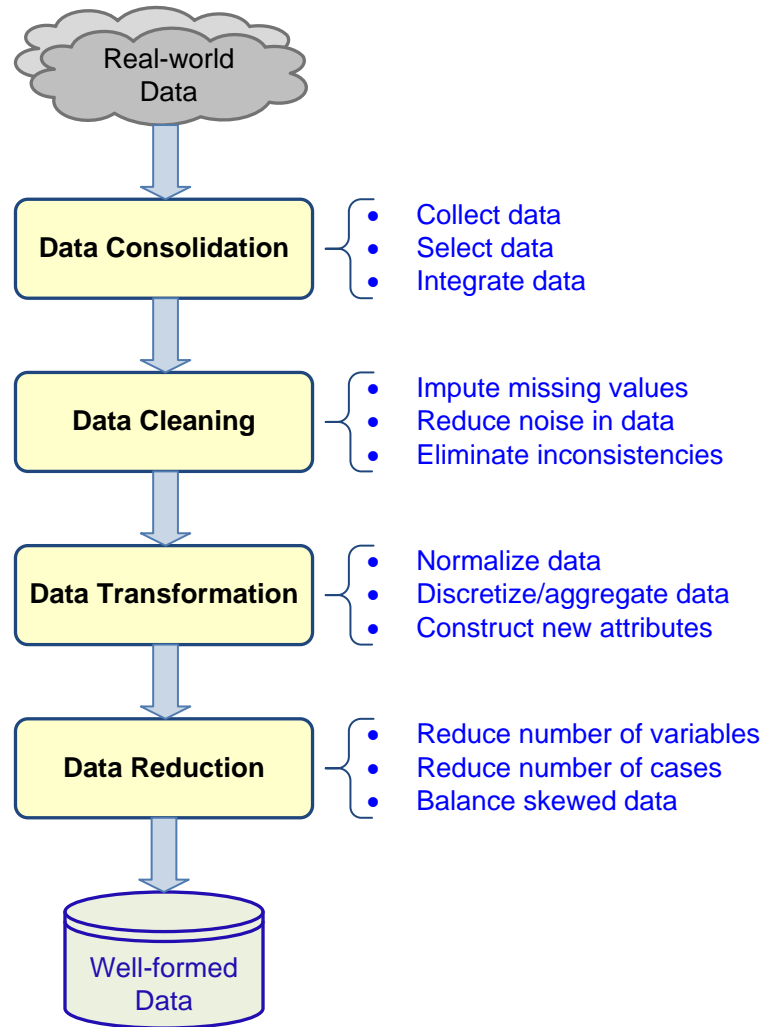 Real-world
Data
Data Consolidation
• Collect data
• Select data
• Integrate data
Data Cleaning
• Impute missing values
• Reduce noise in data
• Eliminate inconsistencies
Data Transformation
• Normalize data
• Discretize/aggregate data
• Construct new attributes
Data Reduction
• Reduce number of variables
• Reduce number of cases
• Balance skewed data
Well-formed
Data